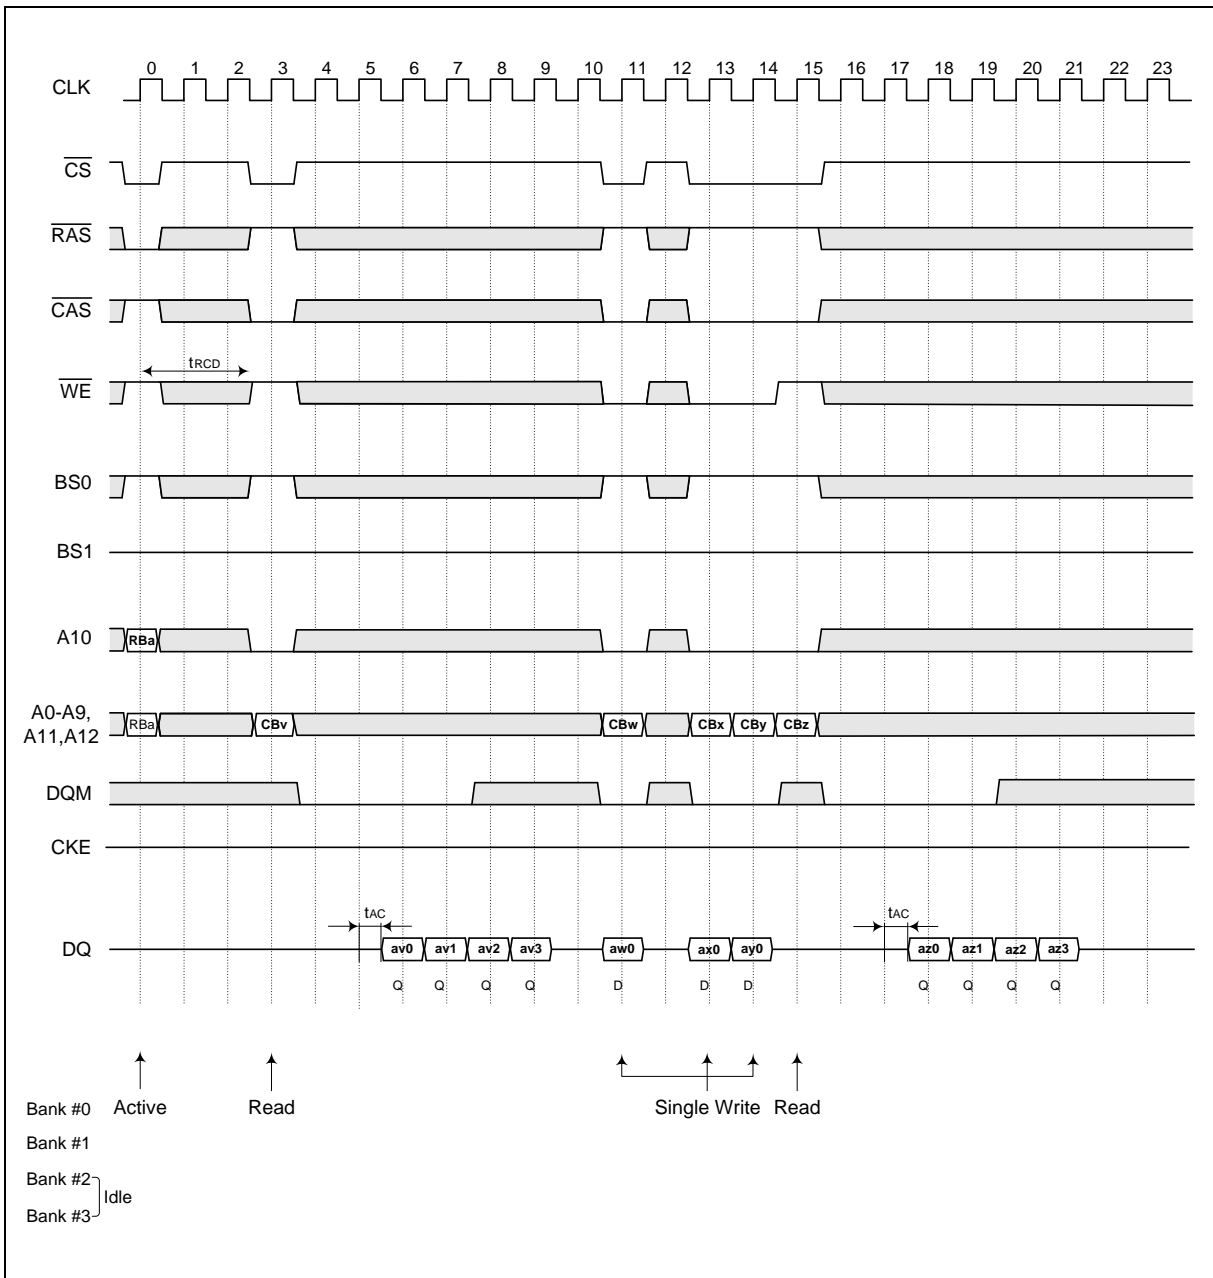 0 1 2 3 4 5 6 7 8 9 10 11 12 13 14 15 16 17 18 19 20 21 22 23
CLK
CS
RAS
CAS
tRCD
WE
BS0
BS1
A10 RBa
A0-A9,
A11,A12
RBa CBv CBw CBx CBy CBz
DQM
CKE
tAC tAC
DQ av0 av1 av2 av3 aw0 ax0 ay0 az0 az1 az2 az3
Q Q Q Q D D D Q Q Q Q
Bank #0 Active Read Single Write Read
Bank #1
Bank #2
Idle
Bank #3